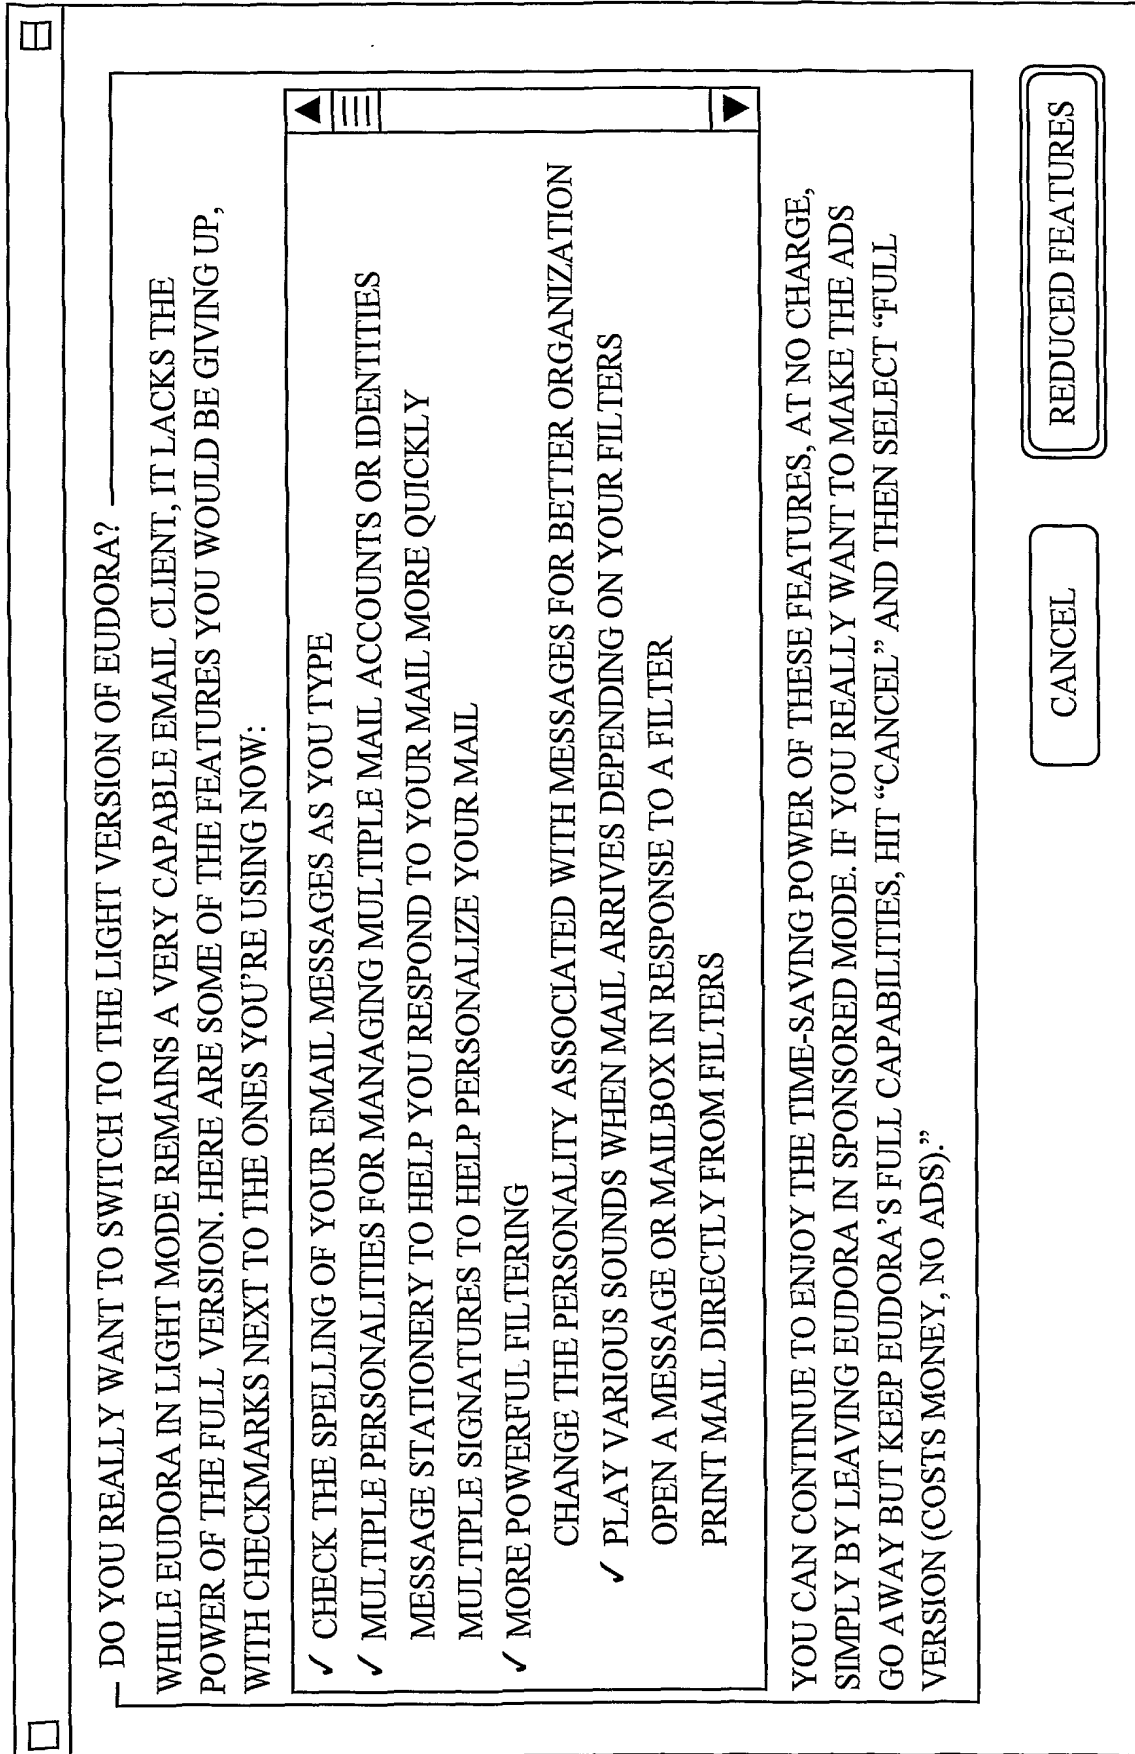 DO YOU REALLY WANT TO SWITCH TO THE LIGHT VERSION OF EUDORA?
WHILE EUDORA IN LIGHT MODE REMAINS A VERY CAPABLE EMAIL CLIENT, IT LACKS THE
POWER OF THE FULL VERSION. HERE ARE SOME OF THE FEATURES YOU WOULD BE GIVING UP,
WITH CHECKMARKS NEXT TO THE ONES YOU'RE USING NOW:
✓ CHECK THE SPELLING OF YOUR EMAIL MESSAGES AS YOU TYPE
✓ MULTIPLE PERSONALITIES FOR MANAGING MULTIPLE MAIL ACCOUNTS OR IDENTITIES
MESSAGE STATIONERY TO HELP YOU RESPOND TO YOUR MAIL MORE QUICKLY
MULTIPLE SIGNATURES TO HELP PERSONALIZE YOUR MAIL
✓ MORE POWERFUL FILTERING
CHANGE THE PERSONALITY ASSOCIATED WITH MESSAGES FOR BETTER ORGANIZATION
✓ PLAY VARIOUS SOUNDS WHEN MAIL ARRIVES DEPENDING ON YOUR FILTERS
OPEN A MESSAGE OR MAILBOX IN RESPONSE TO A FILTER
PRINT MAIL DIRECTLY FROM FILTERS
YOU CAN CONTINUE TO ENJOY THE TIME-SAVING POWER OF THESE FEATURES, AT NO CHARGE,
SIMPLY BY LEAVING EUDORA IN SPONSORED MODE. IF YOU REALLY WANT TO MAKE THE ADS
GO AWAY BUT KEEP EUDORA'S FULL CAPABILITIES, HIT “CANCEL” AND THEN SELECT “FULL
VERSION (COSTS MONEY, NO ADS).”
CANCEL
REDUCED FEATURES